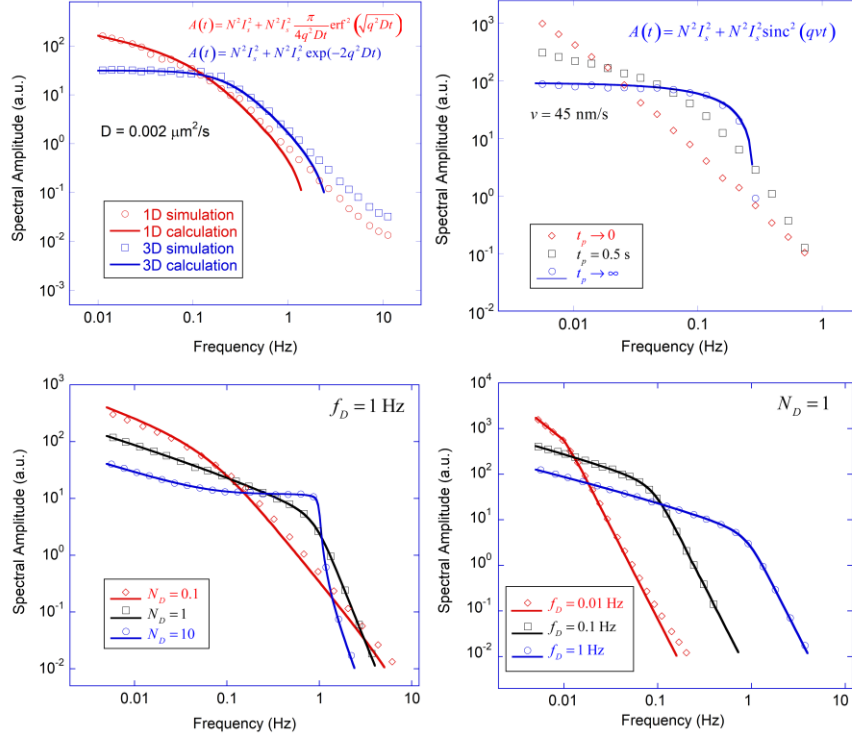 A(t) = N²I_s² + N²I_s² π/(4q²Dt) erf²(√(q²Dt))
A(t) = N²I_s² + N²I_s² exp(−2q²Dt)
Spectral Amplitude (a.u.)
10²
10¹
10⁰
10⁻¹
10⁻²
10⁻³
D = 0.002 μm²/s
1D simulation
1D calculation
3D simulation
3D calculation
0.01
0.1
1
10
Frequency (Hz)
A(t) = N²I_s² + N²I_s² sinc²(qvt)
Spectral Amplitude (a.u.)
10⁴
10³
10²
10¹
10⁰
10⁻¹
10⁻²
v = 45 nm/s
t_p → 0
t_p = 0.5 s
t_p → ∞
0.01
0.1
1
Frequency (Hz)
f_D = 1 Hz
Spectral Amplitude (a.u.)
10³
10²
10¹
10⁰
10⁻¹
10⁻²
N_D = 0.1
N_D = 1
N_D = 10
0.01
0.1
1
10
Frequency (Hz)
N_D = 1
Spectral Amplitude (a.u.)
10⁴
10³
10²
10¹
10⁰
10⁻¹
10⁻²
f_D = 0.01 Hz
f_D = 0.1 Hz
f_D = 1 Hz
0.01
0.1
1
10
Frequency (Hz)